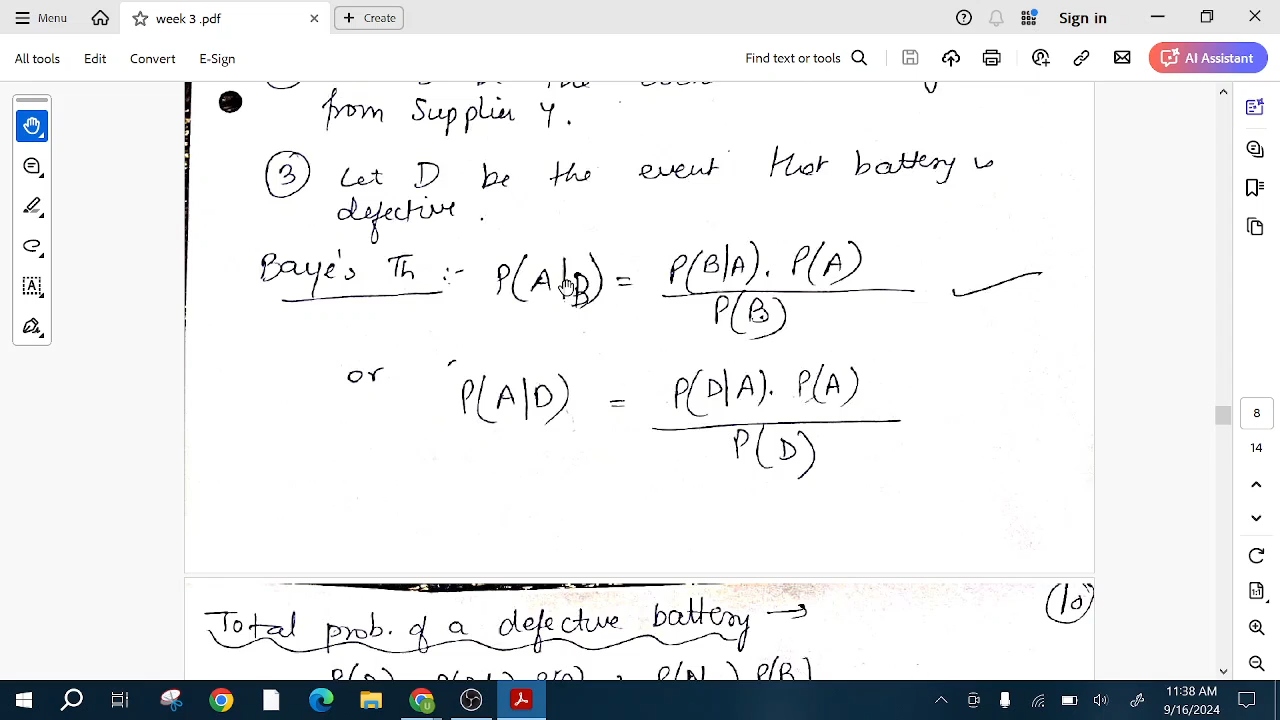 Menu
week 3 .pdf
Create
Sign in
All tools
Edit
Convert
E-Sign
Find text or tools
AI Assistant
from Supplier Y.
3 Let D be the event that battery is
defective.
Baye's Th :- P(A|B) = P(B|A). P(A)
P(B)
or P(A|D) = P(D|A). P(A)
P(D)
10
Total prob. of a defective battery →
P(B)
8
14
11:38 AM
9/16/2024